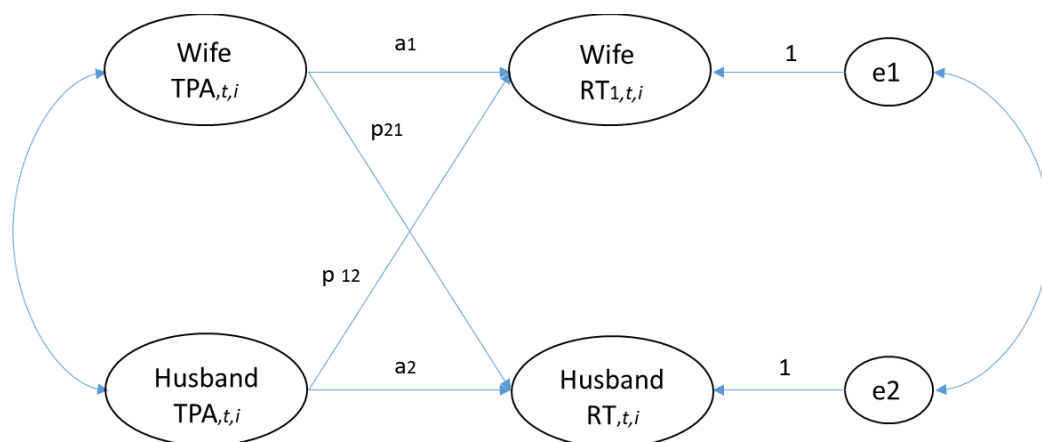 Wife
TPA,t,i
a1
Wife
RT1,t,i
1
e1
p21
p 12
Husband
TPA,t,i
a2
Husband
RT,t,i
1
e2